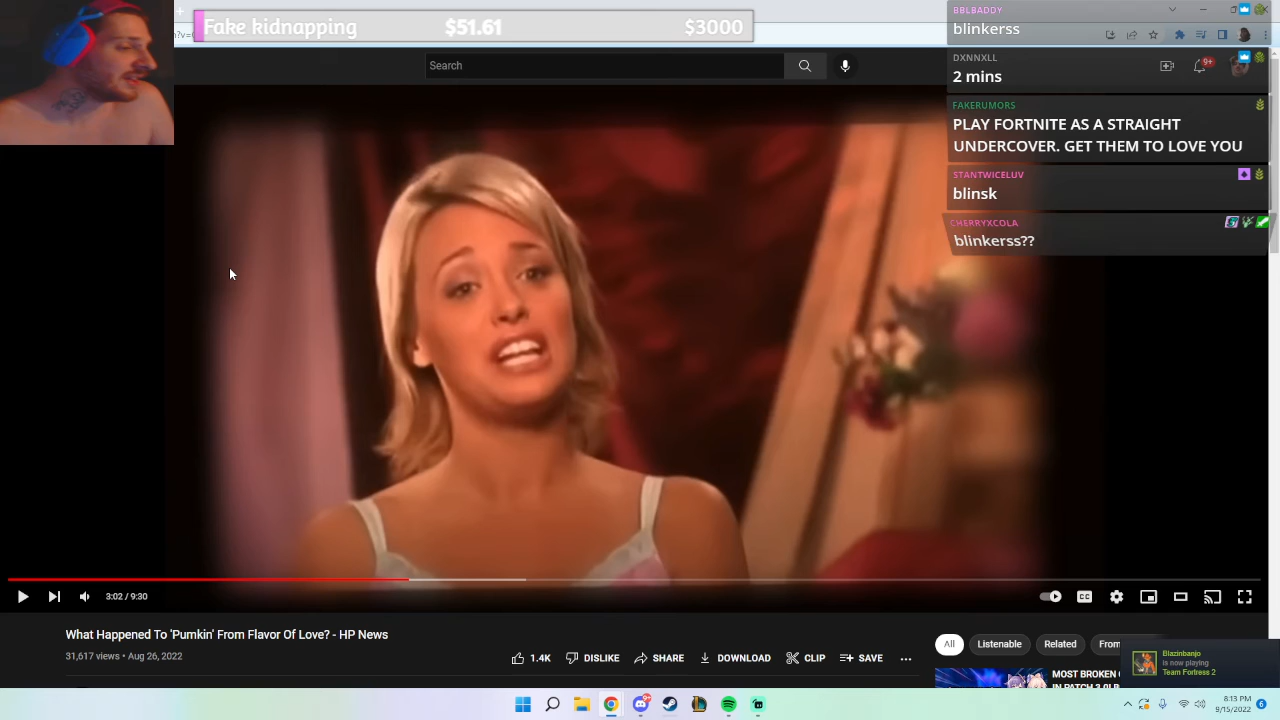 Fake kidnapping $51.61 $3000
BBLBADDY
blinkerss
Search
9+
DXNNXLL
2 mins
FAKERUMORS
PLAY FORTNITE AS A STRAIGHT
UNDERCOVER. GET THEM TO LOVE YOU
STANTWICELUV
blinsk
CHERRYXCOLA
blinkerss??
3:02 / 9:30
CC
What Happened To 'Pumkin' From Flavor Of Love? - HP News
31,617 views • Aug 26, 2022
1.4K DISLIKE SHARE DOWNLOAD CLIP SAVE
All Listenable Related From
Blazinbanjo
is now playing
Team Fortress 2
MOST BROKEN
8:13 PM
9/15/2022
6